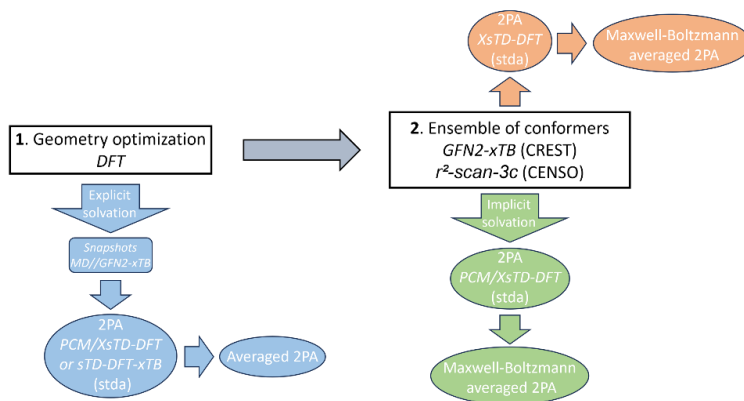 1. Geometry optimization
DFT
Explicit
solvation
Snapshots
MD//GFN2-xTB
2PA
PCM/XsTD-DFT
or sTD-DFT-xTB
(stda)
Averaged 2PA
2. Ensemble of conformers
GFN2-xTB (CREST)
r²-scan-3c (CENSO)
2PA
XsTD-DFT
(stda)
Maxwell-Boltzmann
averaged 2PA
Implicit
solvation
2PA
PCM/XsTD-DFT
(stda)
Maxwell-Boltzmann
averaged 2PA